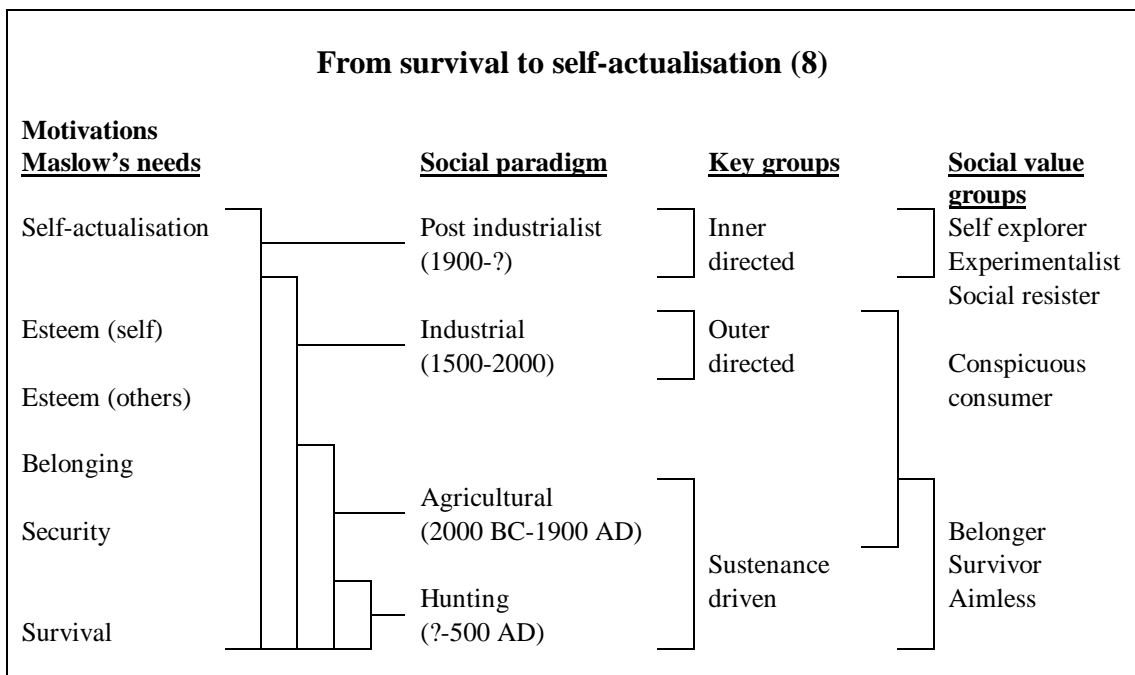 From survival to self-actualisation (8)
Motivations
Maslow's needs
Social paradigm
Key groups
Social value
groups
Self-actualisation
Post industrialist
(1900-?)
Inner
directed
Self explorer
Experimentalist
Social resister
Esteem (self)
Industrial
(1500-2000)
Outer
directed
Conspicuous
consumer
Esteem (others)
Belonging
Agricultural
(2000 BC-1900 AD)
Security
Belonger
Survivor
Aimless
Sustenance
driven
Hunting
(?-500 AD)
Survival